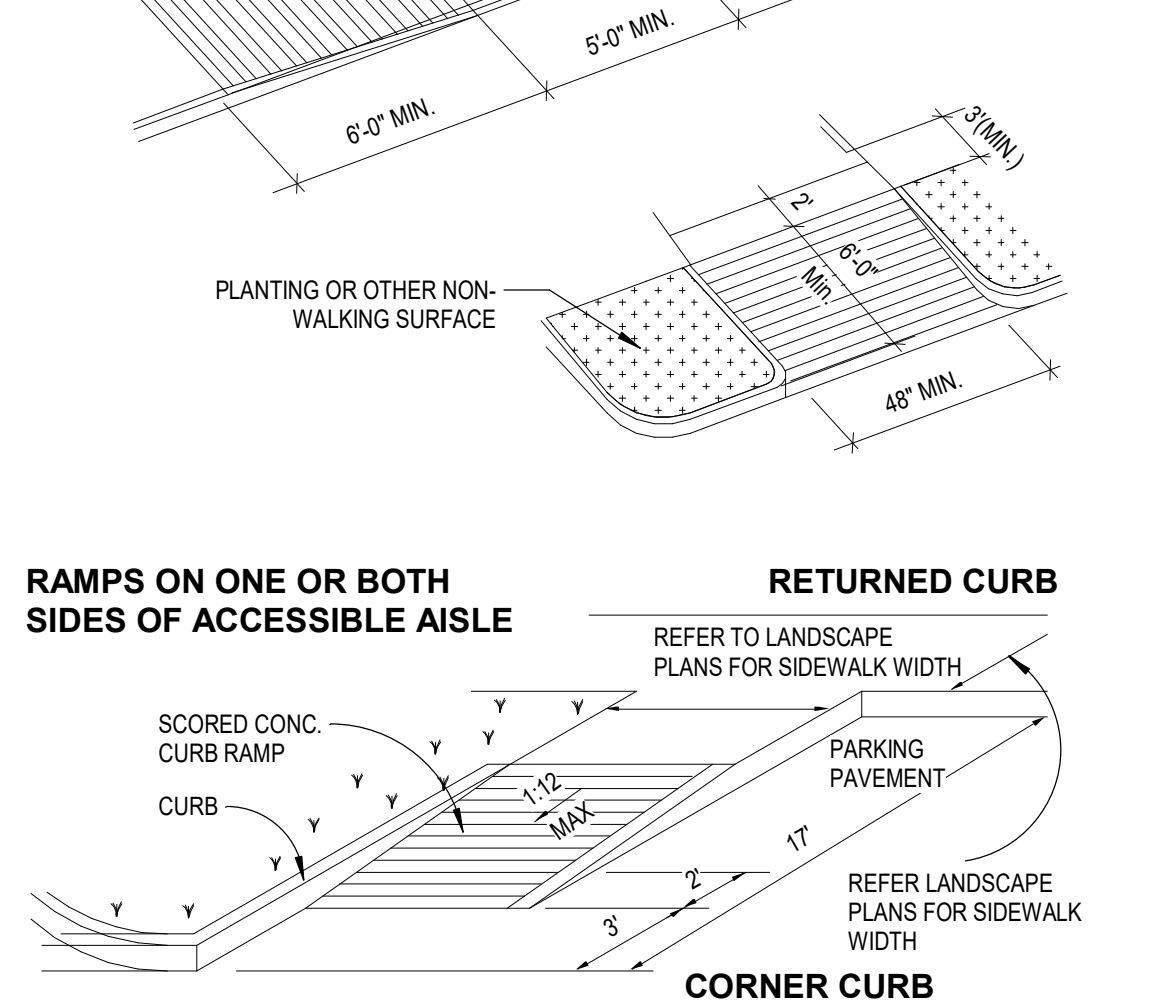 5'-0" MIN.
6'-0" MIN.
3'(MIN.)
2'
6'-0"
Min.
PLANTING OR OTHER NON-
WALKING SURFACE
48" MIN.
RAMPS ON ONE OR BOTH
SIDES OF ACCESSIBLE AISLE
RETURNED CURB
REFER TO LANDSCAPE
PLANS FOR SIDEWALK WIDTH
SCORED CONC.
CURB RAMP
CURB
1:12
MAX
PARKING
PAVEMENT
17'
2'
3'
REFER LANDSCAPE
PLANS FOR SIDEWALK
WIDTH
CORNER CURB